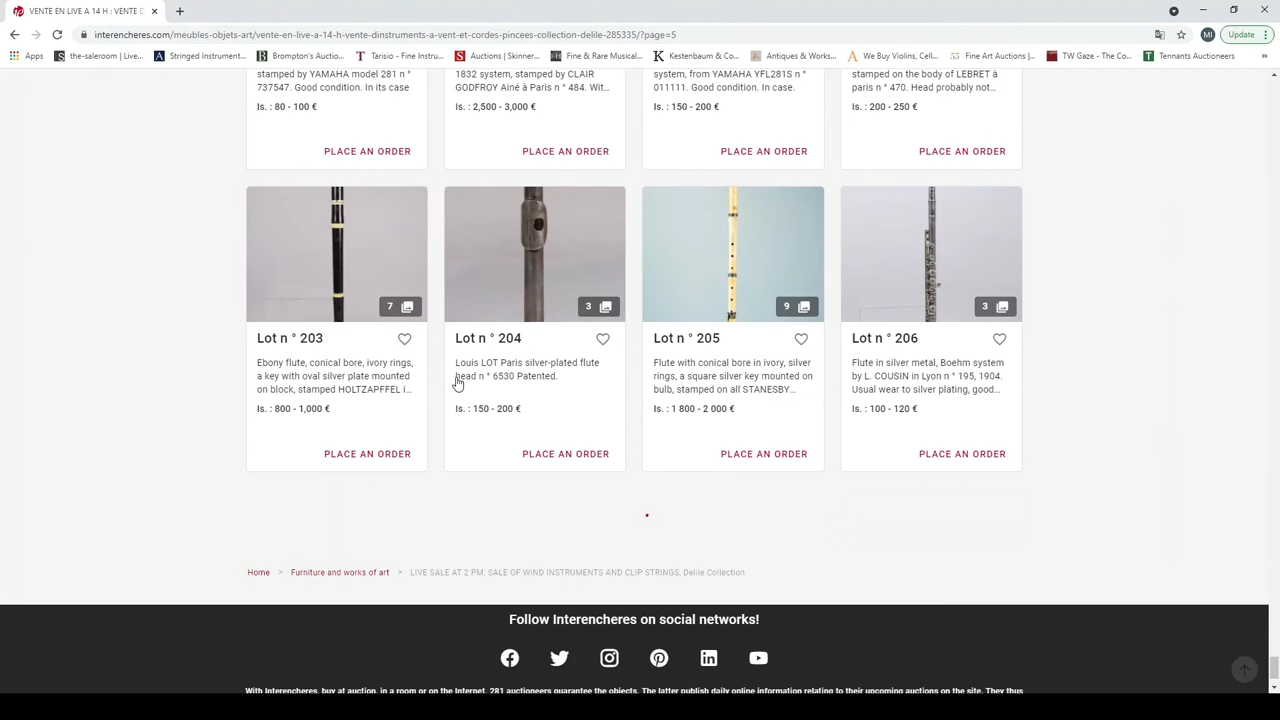 VENTE EN LIVE A 14 H : VENTE D
MI
Update
interencheres.com/meubles-objets-art/vente-en-live-a-14-h-vente-dinstruments-a-vent-et-cordes-pincees-collection-delile-285335/?page=5
Apps the-saleroom | Live... Stringed Instrument... Brompton's Auction... Tarisio - Fine Instru... Auctions | Skinner... Fine & Rare Musical... Kestenbaum & Co... Antiques & Works... We Buy Violins, Cell... Fine Art Auctions |... TW Gaze - The Co... Tennants Auctioneers »
stamped by YAMAHA model 281 n °
737547. Good condition. In its case
Is. : 80 - 100 €
PLACE AN ORDER
1832 system, stamped by CLAIR
GODFROY Ainé à Paris n ° 484. Wit...
Is. : 2,500 - 3,000 €
PLACE AN ORDER
system, from YAMAHA YFL281S n °
011111. Good condition. In case.
Is. : 150 - 200 €
PLACE AN ORDER
stamped on the body of LEBRET à
paris n ° 470. Head probably not...
Is. : 200 - 250 €
PLACE AN ORDER
7
Lot n ° 203
Ebony flute, conical bore, ivory rings,
a key with oval silver plate mounted
on block, stamped HOLTZAPFFEL i...
Is. : 800 - 1,000 €
PLACE AN ORDER
3
Lot n ° 204
Louis LOT Paris silver-plated flute
head n ° 6530 Patented.
Is. : 150 - 200 €
PLACE AN ORDER
9
Lot n ° 205
Flute with conical bore in ivory, silver
rings, a square silver key mounted on
bulb, stamped on all STANESBY...
Is. : 1 800 - 2 000 €
PLACE AN ORDER
3
Lot n ° 206
Flute in silver metal, Boehm system
by L. COUSIN in Lyon n ° 195, 1904.
Usual wear to silver plating, good...
Is. : 100 - 120 €
PLACE AN ORDER
Home > Furniture and works of art > LIVE SALE AT 2 PM: SALE OF WIND INSTRUMENTS AND CLIP STRINGS, Delile Collection
Follow Interencheres on social networks!
With Interencheres, buy at auction, in a room or on the Internet. 281 auctioneers guarantee the objects. The latter publish daily online information relating to their upcoming auctions on the site. They thus